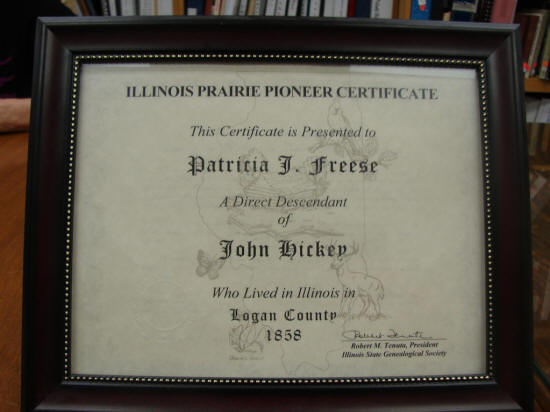 ILLINOIS PRAIRIE PIONEER CERTIFICATE
This Certificate is Presented to
Patricia J. Freese
A Direct Descendant
of
John Hickey
Who Lived in Illinois in
Logan County
1858
Robert M. Tenuta, President
Illinois State Genealogical Society